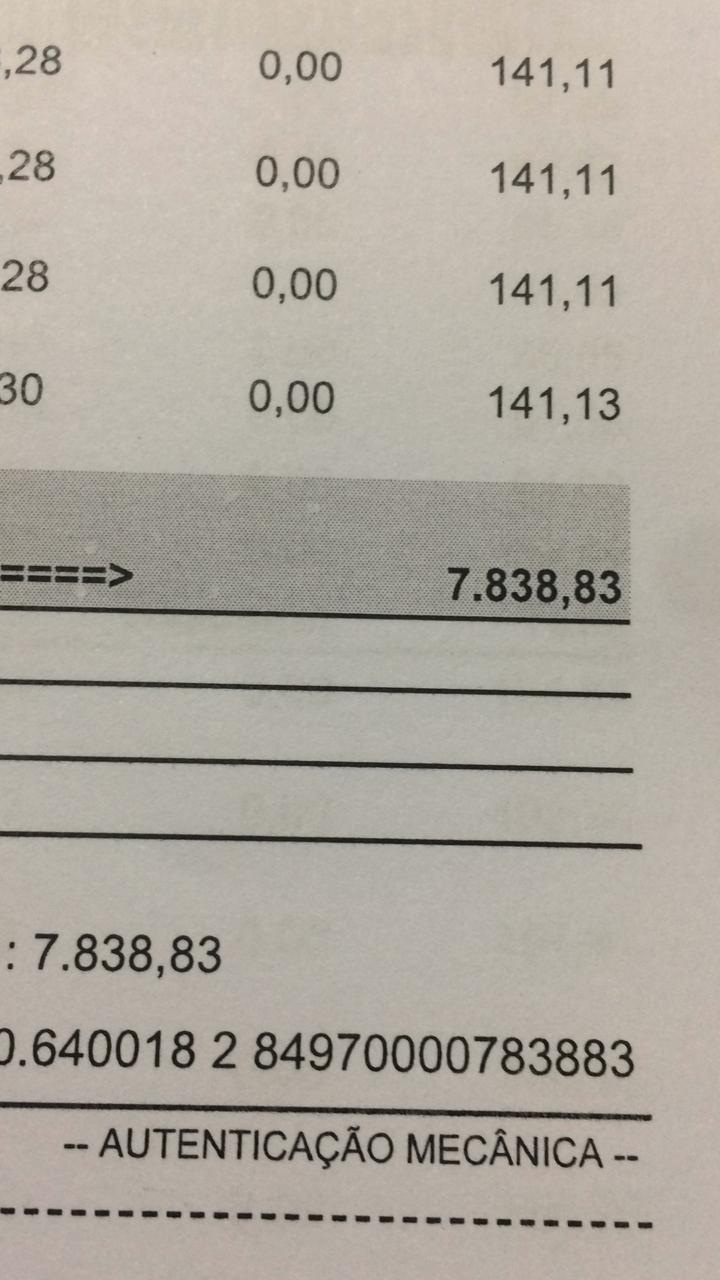 ,28 0,00 141,11
,28 0,00 141,11
28 0,00 141,11
30 0,00 141,13
====> 7.838,83
: 7.838,83
0.640018 2 84970000783883
-- AUTENTICAÇÃO MECÂNICA --